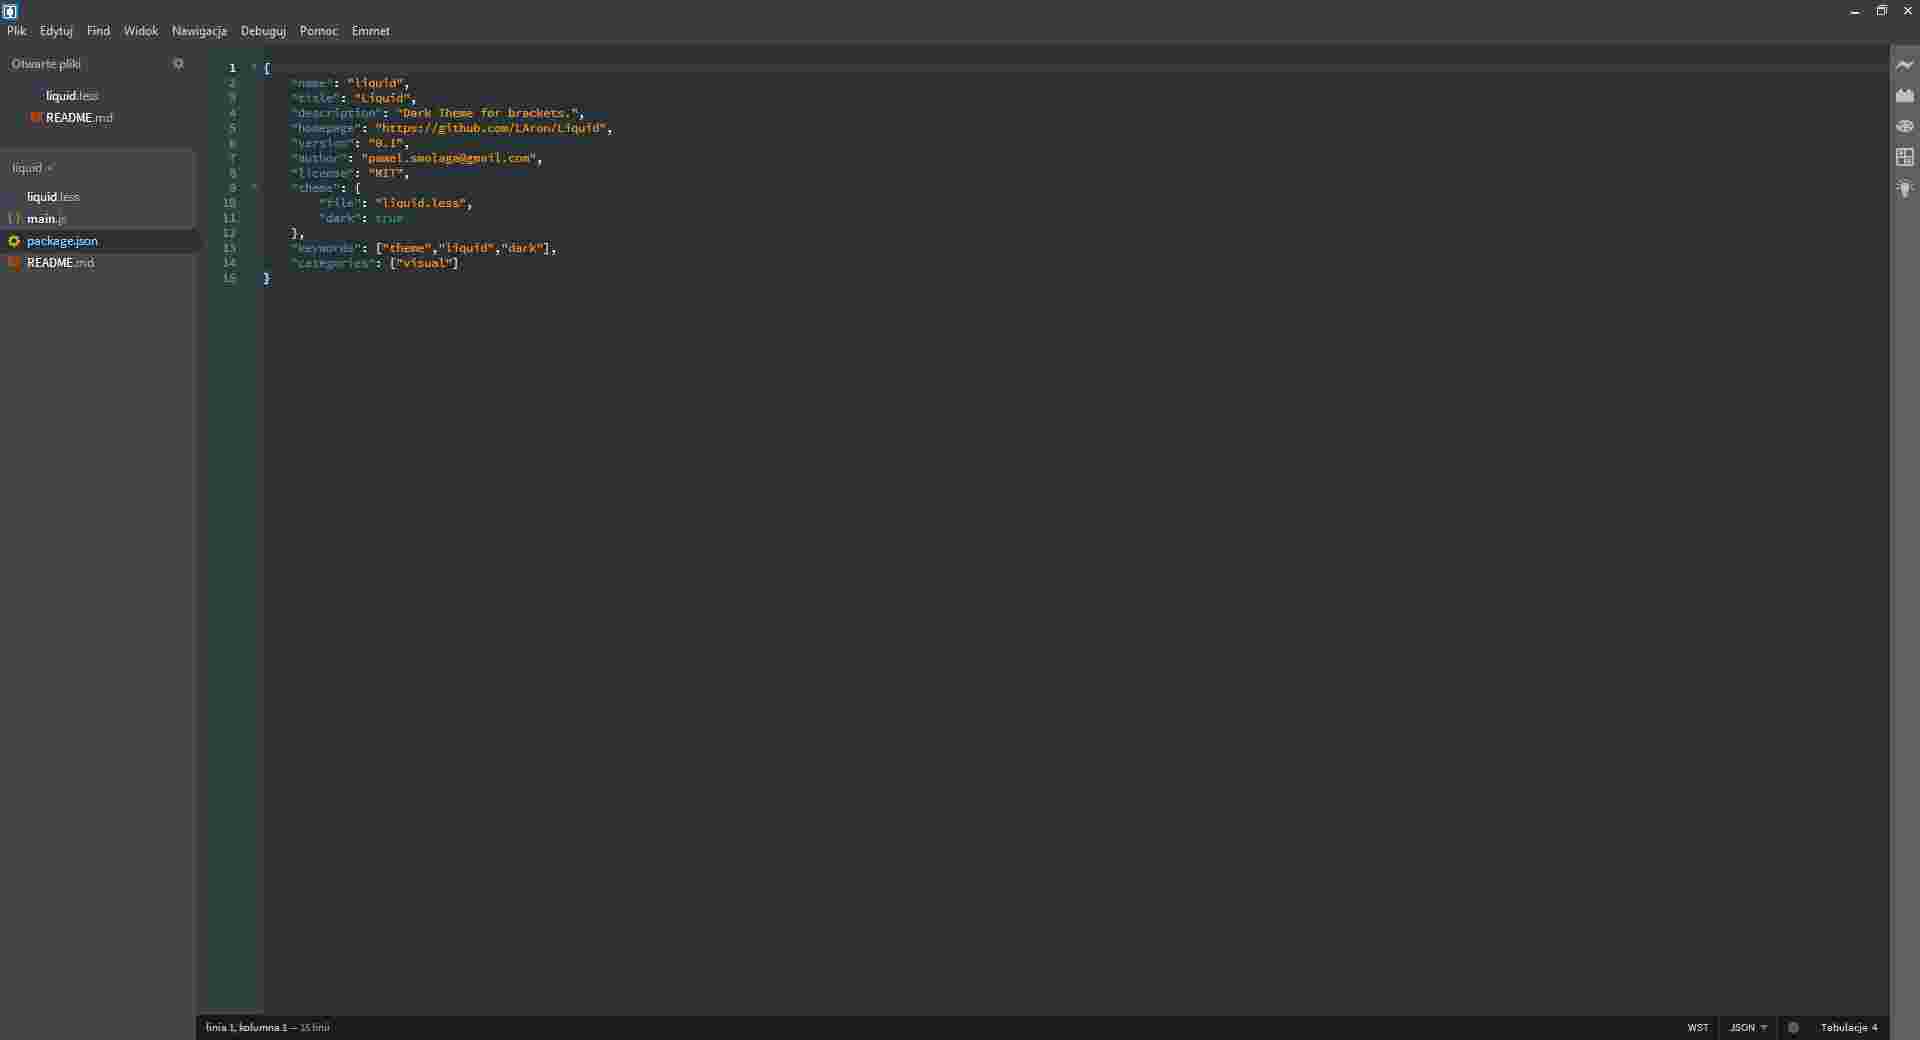 Plik Edytuj Find Widok Nawigacja Debuguj Pomoc Emmet
Otwarte pliki
liquid.less
README.md
liquid
liquid.less
main.js
package.json
README.md
1 {
2 "name": "liquid",
3 "title": "Liquid",
4 "description": "Dark Theme for brackets.",
5 "homepage": "https://github.com/LAron/Liquid",
6 "version": "0.1",
7 "author": "pawel.smolaga@gmail.com",
8 "license": "MIT",
9 "theme": {
10 "file": "liquid.less",
11 "dark": true
12 },
13 "keywords": ["theme","liquid","dark"],
14 "categories": ["visual"]
15 }
linia 1, kolumna 1 — 15 linii
WST JSON Tabulacje 4